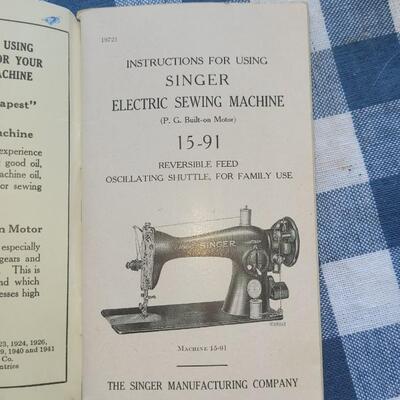 USING
OR YOUR
ACHINE
apest"
achine
experience
good oil,
achine oil,
or sewing
n Motor
especially
gears and
This is
and which
esses high
23, 1924, 1926,
9, 1940 and 1941
Co.
ntries
19721
INSTRUCTIONS FOR USING
SINGER
ELECTRIC SEWING MACHINE
(P. G. Built-on Motor)
15-91
REVERSIBLE FEED
OSCILLATING SHUTTLE, FOR FAMILY USE
SINGER
MACHINE 15-91
THE SINGER MANUFACTURING COMPANY